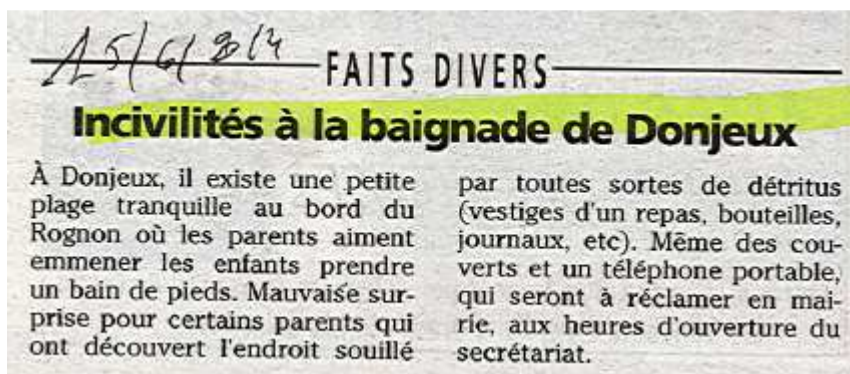 15/6/
FAITS DIVERS
Incivilités à la baignade de Donjeux
À Donjeux, il existe une petite
plage tranquille au bord du
Rognon où les parents aiment
emmener les enfants prendre
un bain de pieds. Mauvaise sur-
prise pour certains parents qui
ont découvert l'endroit souillé
par toutes sortes de détritus
(vestiges d'un repas, bouteilles,
journaux, etc). Même des cou-
verts et un téléphone portable,
qui seront à réclamer en mai-
rie, aux heures d'ouverture du
secrétariat.